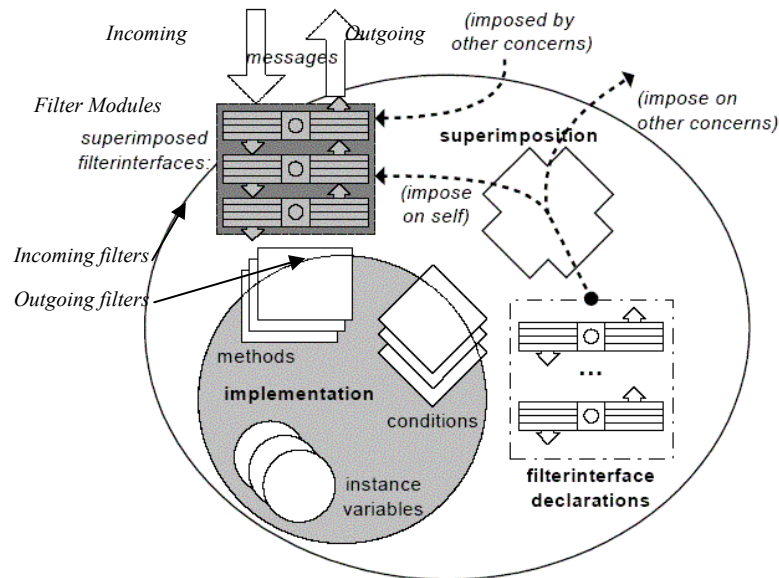 Incoming
Outgoing
messages
(imposed by
other concerns)
Filter Modules
(impose on
other concerns)
superimposed
filterinterfaces:
superimposition
(impose
on self)
Incoming filters
Outgoing filters
methods
implementation
conditions
...
instance
variables
filterinterface
declarations